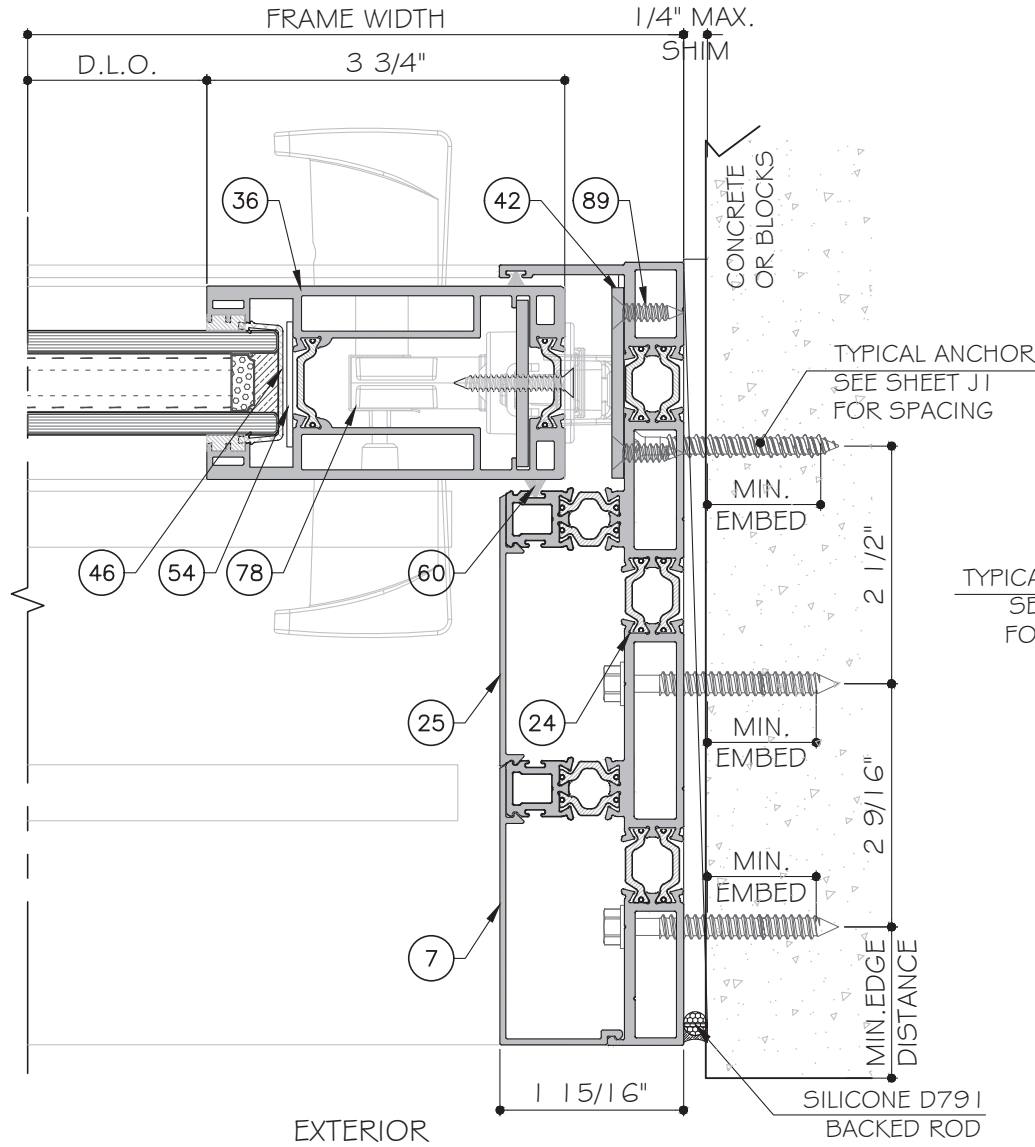 FRAME WIDTH
1/4" MAX.
SHIM
D.L.O.
3 3/4"
36
42
89
CONCRETE
OR BLOCKS
TYPICAL ANCHOR
SEE SHEET J1
FOR SPACING
MIN.
EMBED
46
54
78
60
2 1/2"
TYPICA
SE
FO
25
24
MIN.
EMBED
2 9/16"
MIN.
EMBED
7
MIN.EDGE
DISTANCE
1 15/16"
SILICONE D791
BACKED ROD
EXTERIOR